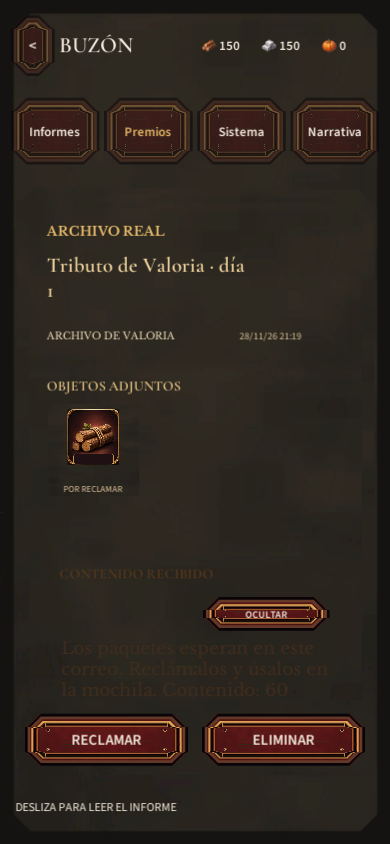 <
BUZÓN
150
150
0
Informes
Premios
Sistema
Narrativa
ARCHIVO REAL
Tributo de Valoria · día
1
ARCHIVO DE VALORIA
28/11/26 21:19
OBJETOS ADJUNTOS
POR RECLAMAR
CONTENIDO RECIBIDO
OCULTAR
Los paquetes esperan en este
correo. Reclámalos y úsalos en
la mochila. Contenido: 60
RECLAMAR
ELIMINAR
DESLIZA PARA LEER EL INFORME